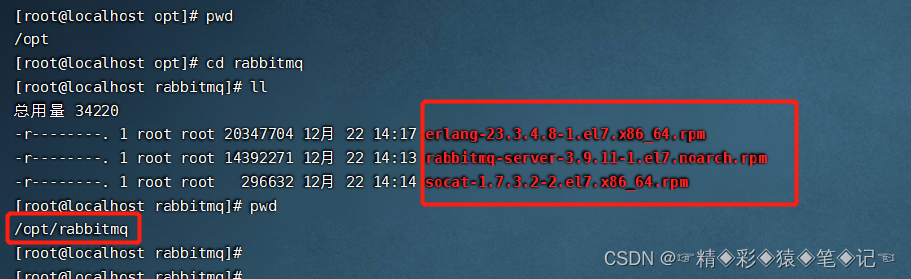 [root@localhost opt]# pwd
/opt
[root@localhost opt]# cd rabbitmq
[root@localhost rabbitmq]# ll
总用量 34220
-r--------. 1 root root 20347704 12月 22 14:17 erlang-23.3.4.8-1.el7.x86_64.rpm
-r--------. 1 root root 14392271 12月 22 14:13 rabbitmq-server-3.9.11-1.el7.noarch.rpm
-r--------. 1 root root   296632 12月 22 14:14 socat-1.7.3.2-2.el7.x86_64.rpm
[root@localhost rabbitmq]# pwd
/opt/rabbitmq
[root@localhost rabbitmq]#
[root@localhost rabbitmq]#
CSDN @☞精◈彩◈猿◈笔◈记☜